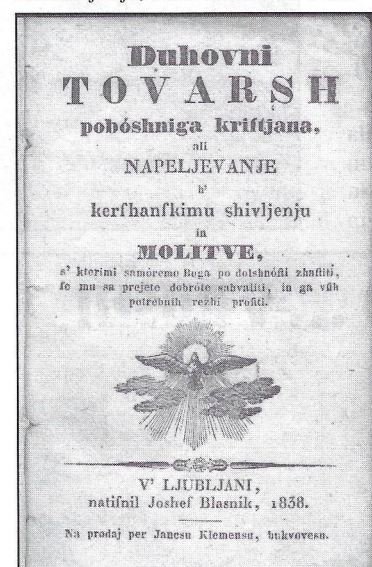 Duhovni
TOVARSH
pobóshniga kriſtjana,
ali
NAPELJEVANJE
k'
kerſhanſkimu shivljenju
in
MOLITVE,
s' kterimi samóremo Boga po dolshnóſti zhaſtiti,
ſe mu sa prejete dobróte sahvaliti, in ga vſih
potrebnih rezhi proſiti.
V' LJUBLJANI,
natiſnil Joshef Blasnik, 1838.
Na prodaj per Janesu Klemensu, bukvovesu.